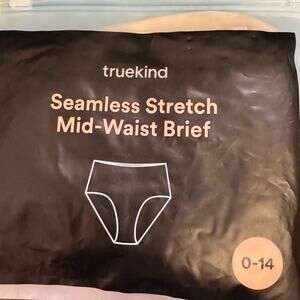 truekind
Seamless Stretch
Mid-Waist Brief
0-14